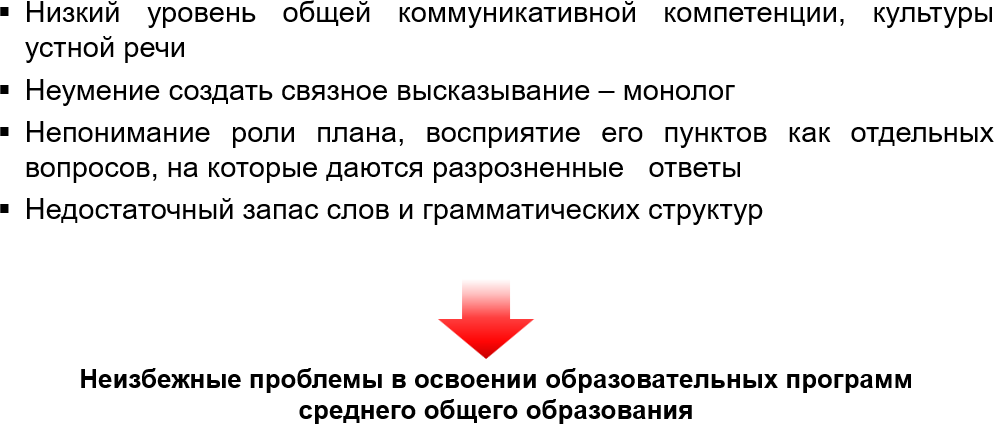 ▪ Низкий уровень общей коммуникативной компетенции, культуры
устной речи
▪ Неумение создать связное высказывание – монолог
▪ Непонимание роли плана, восприятие его пунктов как отдельных
вопросов, на которые даются разрозненные ответы
▪ Недостаточный запас слов и грамматических структур
Неизбежные проблемы в освоении образовательных программ
среднего общего образования